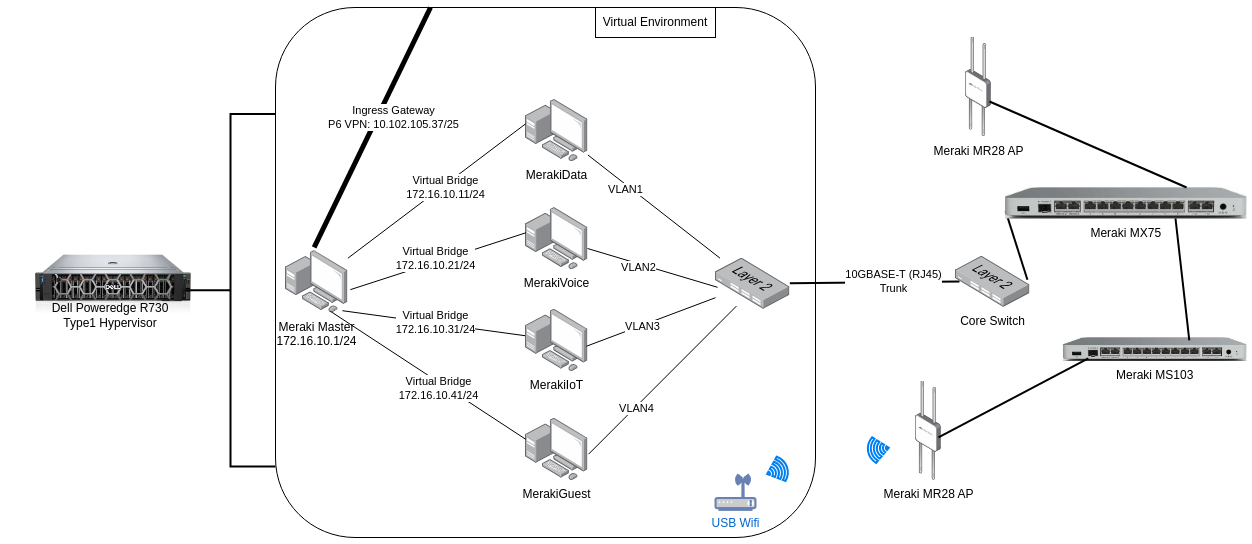 Virtual Environment
Ingress Gateway
P6 VPN: 10.102.105.37/25
Meraki MR28 AP
MerakiData
Virtual Bridge
172.16.10.11/24
VLAN1
Meraki MX75
Virtual Bridge
172.16.10.21/24
MerakiVoice
VLAN2
Layer 2
10GBASE-T (RJ45)
Trunk
Layer 2
Core Switch
DELL
Dell Poweredge R730
Type1 Hypervisor
Meraki Master
172.16.10.1/24
Virtual Bridge
172.16.10.31/24
MerakiIoT
VLAN3
Meraki MS103
Virtual Bridge
172.16.10.41/24
VLAN4
MerakiGuest
USB Wifi
Meraki MR28 AP